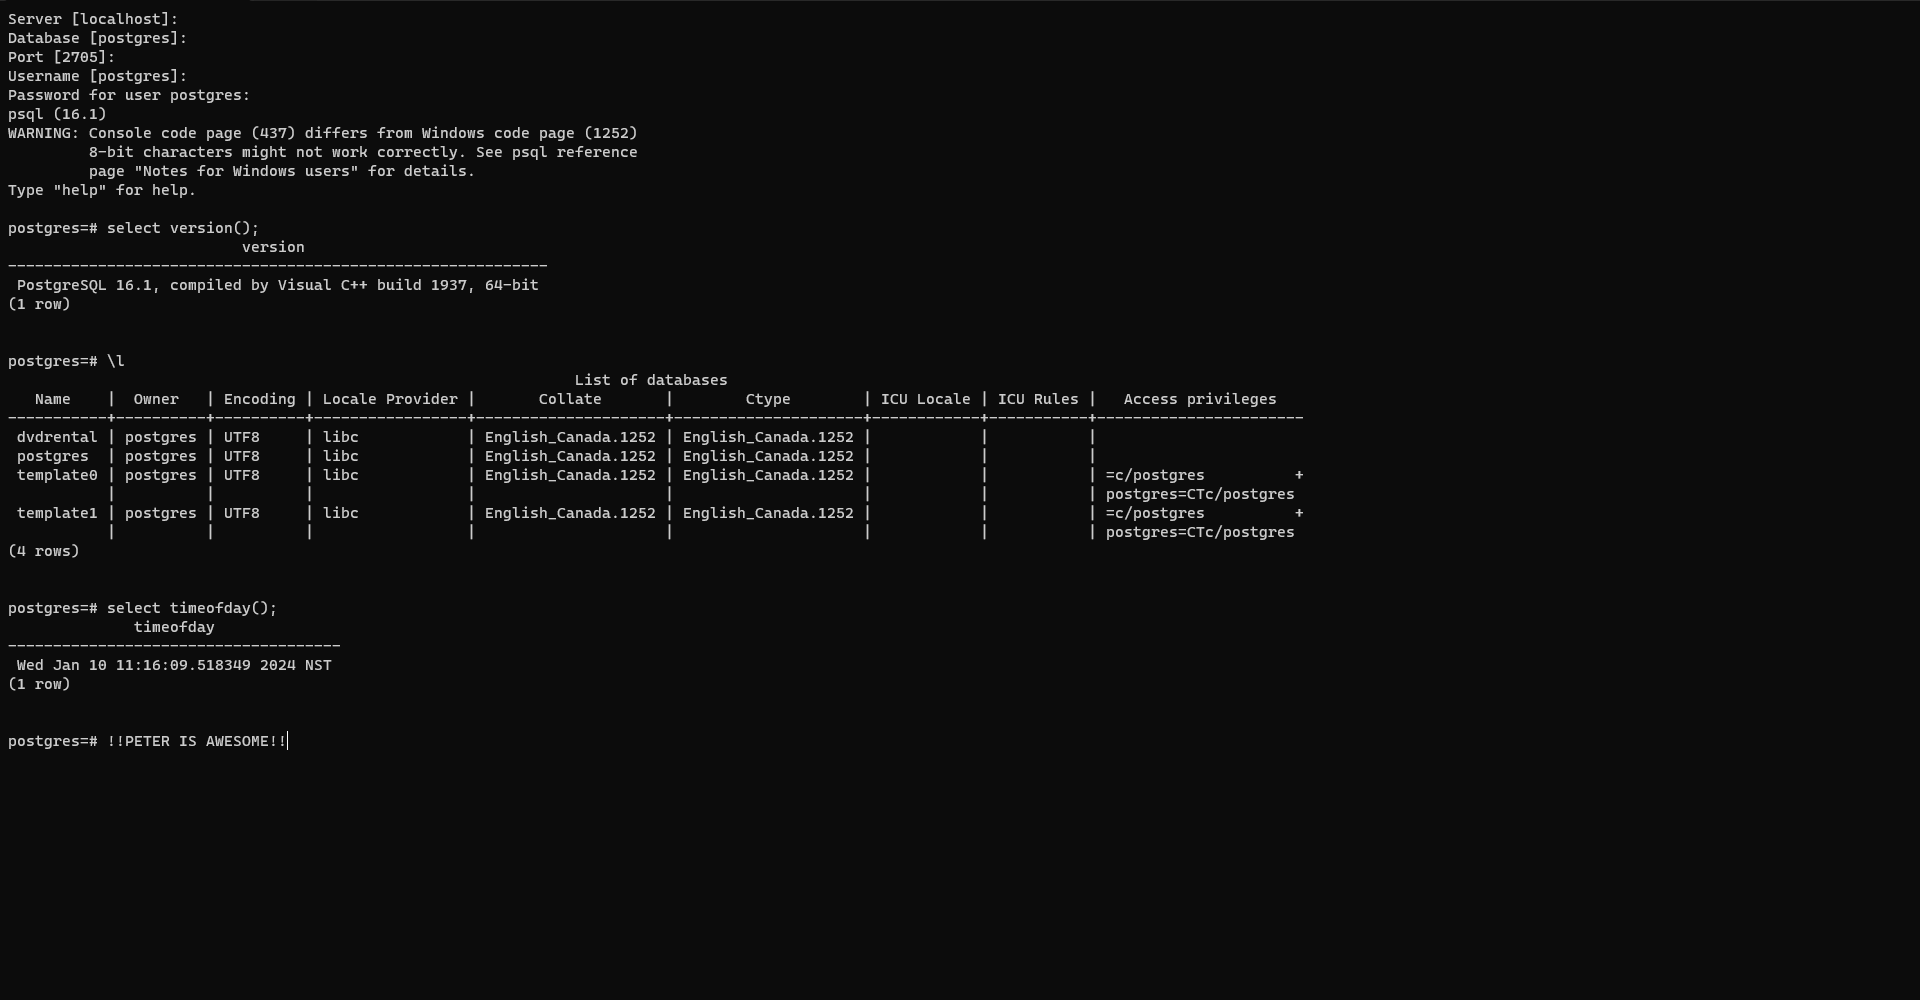 Server [localhost]:
Database [postgres]:
Port [2705]:
Username [postgres]:
Password for user postgres:
psql (16.1)
WARNING: Console code page (437) differs from Windows code page (1252)
         8-bit characters might not work correctly. See psql reference
         page "Notes for Windows users" for details.
Type "help" for help.

postgres=# select version();
                          version
------------------------------------------------------------
 PostgreSQL 16.1, compiled by Visual C++ build 1937, 64-bit
(1 row)


postgres=# \l
                                                               List of databases
   Name    |  Owner   | Encoding | Locale Provider |       Collate       |        Ctype        | ICU Locale | ICU Rules |   Access privileges
-----------+----------+----------+-----------------+---------------------+---------------------+------------+-----------+-----------------------
 dvdrental | postgres | UTF8     | libc            | English_Canada.1252 | English_Canada.1252 |            |           |
 postgres  | postgres | UTF8     | libc            | English_Canada.1252 | English_Canada.1252 |            |           |
 template0 | postgres | UTF8     | libc            | English_Canada.1252 | English_Canada.1252 |            |           | =c/postgres          +
           |          |          |                 |                     |                     |            |           | postgres=CTc/postgres
 template1 | postgres | UTF8     | libc            | English_Canada.1252 | English_Canada.1252 |            |           | =c/postgres          +
           |          |          |                 |                     |                     |            |           | postgres=CTc/postgres
(4 rows)


postgres=# select timeofday();
              timeofday
-------------------------------------
 Wed Jan 10 11:16:09.518349 2024 NST
(1 row)


postgres=# !!PETER IS AWESOME!!